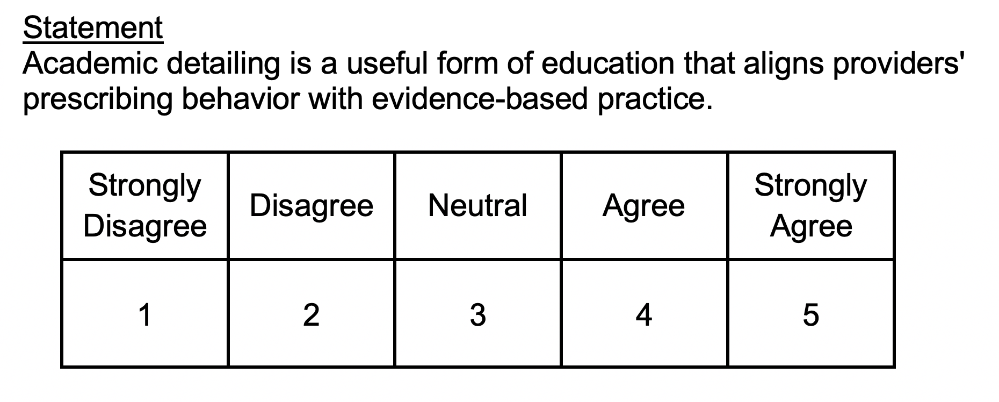 Statement
Academic detailing is a useful form of education that aligns providers'
prescribing behavior with evidence-based practice.
Strongly Disagree Disagree Neutral Agree Strongly Agree
1 2 3 4 5